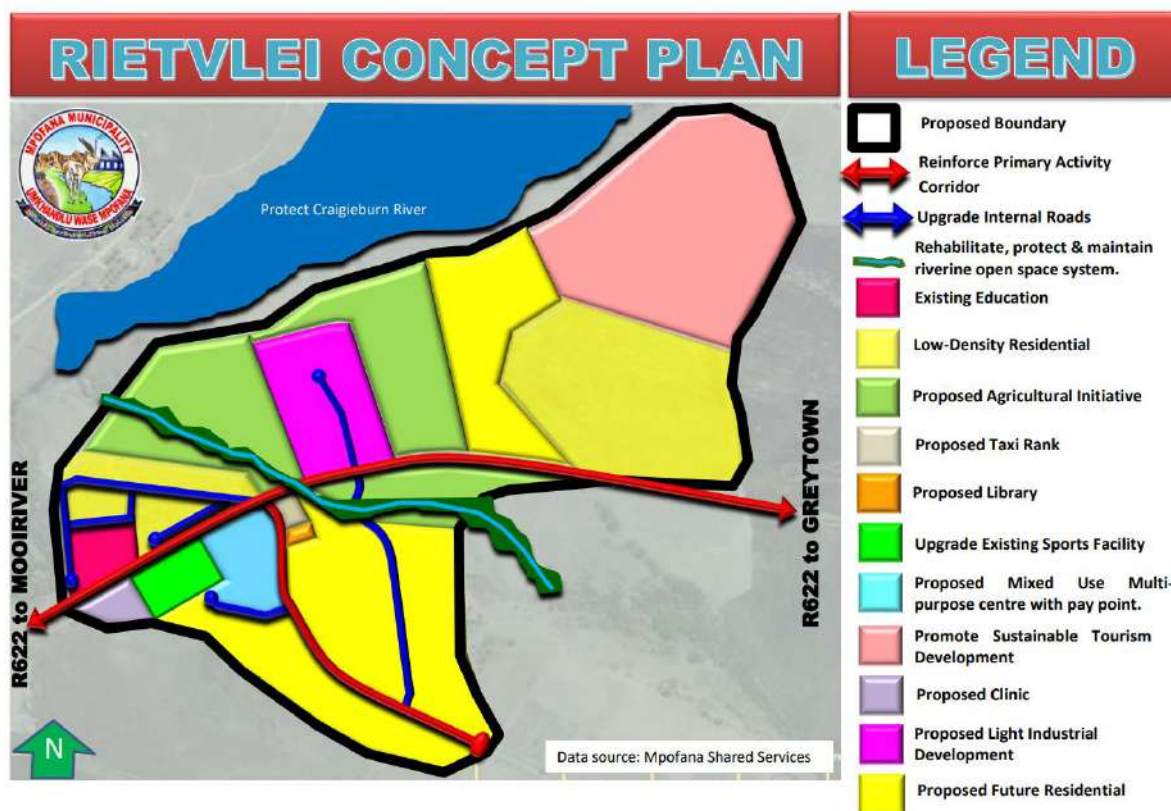 RIETVLEI CONCEPT PLAN
MPOFANA MUNICIPALITY
UMKHANDLU WASE MPOFANA
Protect Craigieburn River
R622 to MOOIRIVER
R622 to GREYTOWN
N
Data source: Mpofana Shared Services
LEGEND
Proposed Boundary
Reinforce Primary Activity
Corridor
Upgrade Internal Roads
Rehabilitate, protect & maintain
riverine open space system.
Existing Education
Low-Density Residential
Proposed Agricultural Initiative
Proposed Taxi Rank
Proposed Library
Upgrade Existing Sports Facility
Proposed Mixed Use Multi-
purpose centre with pay point.
Promote Sustainable Tourism
Development
Proposed Clinic
Proposed Light Industrial
Development
Proposed Future Residential